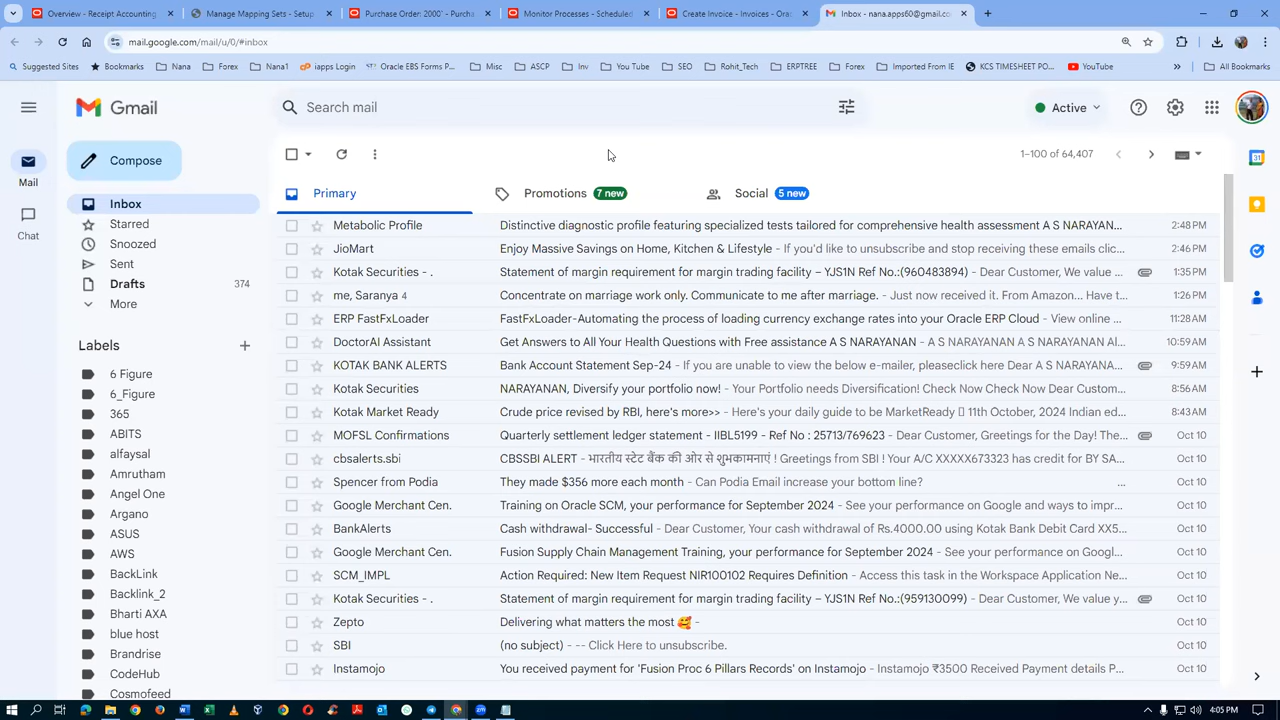 Overview - Receipt Accounting
Manage Mapping Sets - Setup
Purchase Order: 2000" - Purcha
Monitor Processes - Scheduled
Create Invoice - Invoices - Orac
Inbox - nana.apps60@gmail.co
mail.google.com/mail/u/0/#inbox
Suggested Sites Bookmarks Nana Forex Nana1 iapps Login Oracle EBS Forms P... Misc ASCP Inv You Tube SEO Rohit_Tech ERPTREE Forex Imported From IE KCS TIMESHEET PO... YouTube » All Bookmarks
Gmail
Search mail
Active
Compose
1–100 of 64,407
Mail
Chat
Inbox
Starred
Snoozed
Sent
Drafts 374
More
Labels
6 Figure
6_Figure
365
ABITS
alfaysal
Amrutham
Angel One
Argano
ASUS
AWS
BackLink
Backlink_2
Bharti AXA
blue host
Brandrise
CodeHub
Cosmofeed
Primary Promotions 7 new Social 5 new
Metabolic Profile Distinctive diagnostic profile featuring specialized tests tailored for comprehensive health assessment A S NARAYAN... 2:48 PM
JioMart Enjoy Massive Savings on Home, Kitchen & Lifestyle - If you'd like to unsubscribe and stop receiving these emails clic... 2:46 PM
Kotak Securities - . Statement of margin requirement for margin trading facility – YJS1N Ref No.:(960483894) - Dear Customer, We value ... 1:35 PM
me, Saranya 4 Concentrate on marriage work only. Communicate to me after marriage. - Just now received it. From Amazon... Have t... 1:26 PM
ERP FastFxLoader FastFxLoader-Automating the process of loading currency exchange rates into your Oracle ERP Cloud - View online ... 11:28 AM
DoctorAI Assistant Get Answers to All Your Health Questions with Free assistance A S NARAYANAN - A S NARAYANAN A S NARAYANAN Al... 10:59 AM
KOTAK BANK ALERTS Bank Account Statement Sep-24 - If you are unable to view the below e-mailer, pleaseclick here Dear A S NARAYANA... 9:59 AM
Kotak Securities NARAYANAN, Diversify your portfolio now! - Your Portfolio needs Diversification! Check Now Check Now Dear Custom... 8:56 AM
Kotak Market Ready Crude price revised by RBI, here's more>> - Here's your daily guide to be MarketReady 11th October, 2024 Indian ed... 8:43 AM
MOFSL Confirmations Quarterly settlement ledger statement - IIBL5199 - Ref No : 25713/769623 - Dear Customer, Greetings for the Day! The... Oct 10
cbsalerts.sbi CBSSBI ALERT - भारतीय स्टेट बैंक की ओर से शुभकामनाएं ! Greetings from SBI ! Your A/C XXXXX673323 has credit for BY SA... Oct 10
Spencer from Podia They made $356 more each month - Can Podia Email increase your bottom line? ... Oct 10
Google Merchant Cen. Training on Oracle SCM, your performance for September 2024 - See your performance on Google and ways to impr... Oct 10
BankAlerts Cash withdrawal- Successful - Dear Customer, Your cash withdrawal of Rs.4000.00 using Kotak Bank Debit Card XX5... Oct 10
Google Merchant Cen. Fusion Supply Chain Management Training, your performance for September 2024 - See your performance on Googl... Oct 10
SCM_IMPL Action Required: New Item Request NIR100102 Requires Definition - Access this task in the Workspace Application Ne... Oct 10
Kotak Securities - . Statement of margin requirement for margin trading facility – YJS1N Ref No.:(959130099) - Dear Customer, We value y... Oct 10
Zepto Delivering what matters the most 🥰 - Oct 10
SBI (no subject) - -- Click Here to unsubscribe. Oct 10
Instamojo You received payment for 'Fusion Proc 6 Pillars Records' on Instamojo - Instamojo ₹3500 Received Payment details P... Oct 10
4:05 PM